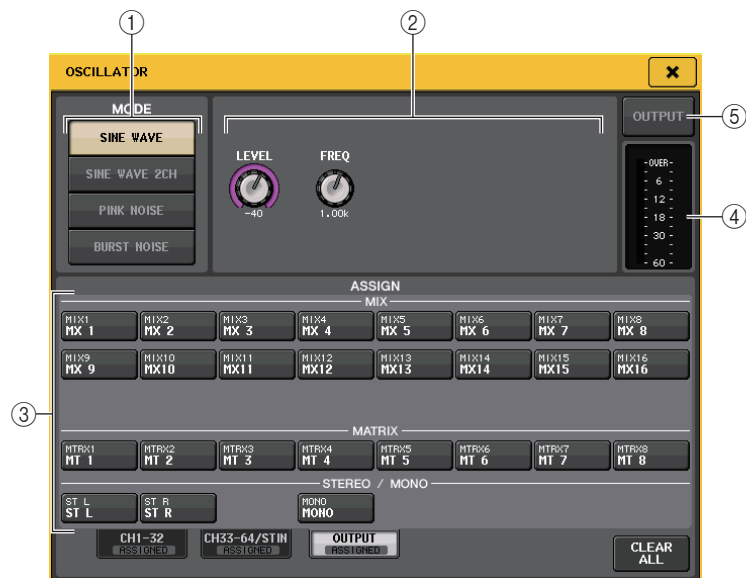 1
2
OSCILLATOR
MODE
SINE WAVE
SINE WAVE 2CH
PINK NOISE
BURST NOISE
LEVEL FREQ
-40 1.00k
OUTPUT
5
-OVER-
- 6 -
- 12 -
- 18 -
- 30 -
- 60 -
4
ASSIGN
MIX
MIX1 MIX2 MIX3 MIX4 MIX5 MIX6 MIX7 MIX8
MX 1 MX 2 MX 3 MX 4 MX 5 MX 6 MX 7 MX 8
MIX9 MIX10 MIX11 MIX12 MIX13 MIX14 MIX15 MIX16
MX 9 MX10 MX11 MX12 MX13 MX14 MX15 MX16
3
MATRIX
MTRX1 MTRX2 MTRX3 MTRX4 MTRX5 MTRX6 MTRX7 MTRX8
MT 1 MT 2 MT 3 MT 4 MT 5 MT 6 MT 7 MT 8
STEREO / MONO
ST L ST R MONO
ST L ST R MONO
CH1-32 CH33-64/STIN OUTPUT
ASSIGNED ASSIGNED ASSIGNED
CLEAR
ALL